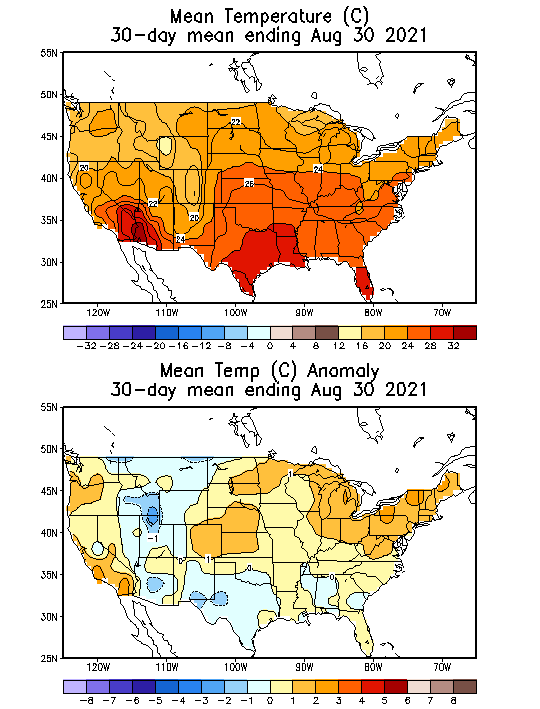 Mean Temperature (C)
30-day mean ending Aug 30 2021
55N
50N
45N
40N
35N
30N
25N
22
24
20
26
22
20
24
120W 110W 100W 90W 80W 70W
-32 -28 -24 -20 -16 -12 -8 -4 0 4 8 12 16 20 24 28 32
Mean Temp (C) Anomaly
30-day mean ending Aug 30 2021
55N
50N
45N
40N
35N
30N
25N
1
-1
0
1
0
0
120W 110W 100W 90W 80W 70W
-8 -7 -6 -5 -4 -3 -2 -1 0 1 2 3 4 5 6 7 8